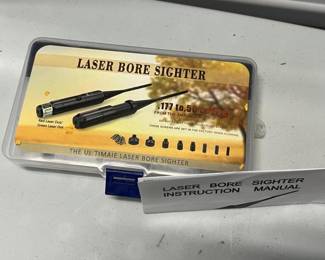 LASER BORE SIGHTER
.177 to .50
Red Laser Dot
Green Laser Dot
THE ULTIMATE LASER BORE SIGHTER
LASER BORE SIGHTER
INSTRUCTION MANUAL